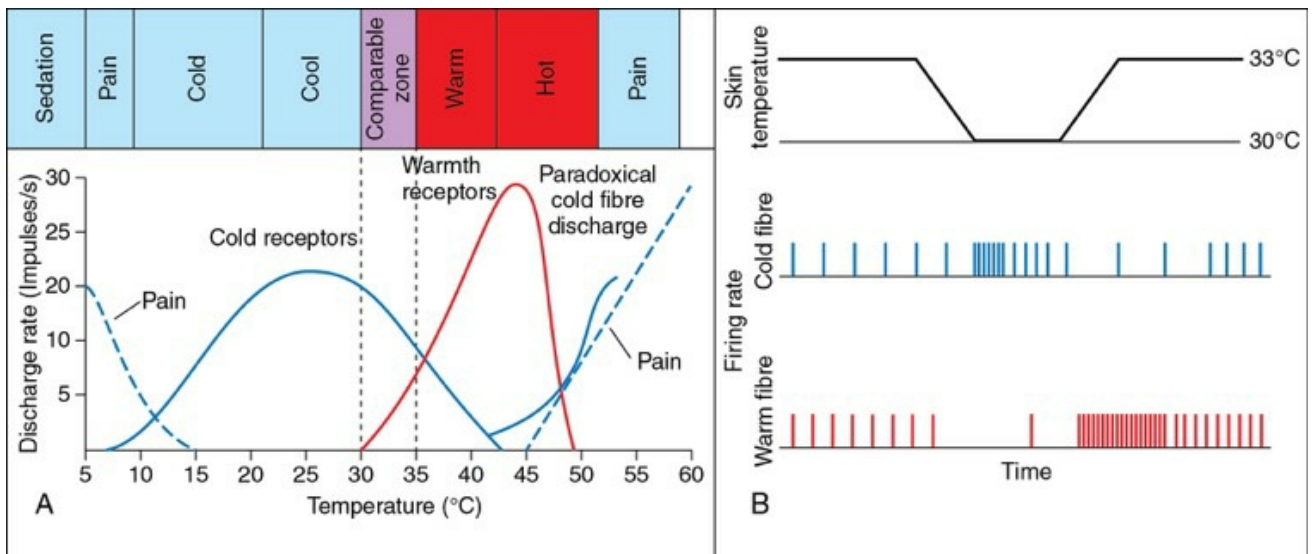 Sedation
Pain
Cold
Cool
Comparable
zone
Warm
Hot
Pain
Discharge rate (Impulses/s)
30
25
20
10
5
Pain
Cold receptors
Warmth
receptors
Paradoxical
cold fibre
discharge
Pain
5 10 15 20 25 30 35 40 45 50 55 60
Temperature (°C)
A
Skin
temperature
33°C
30°C
Firing rate
Cold fibre
Warm fibre
Time
B